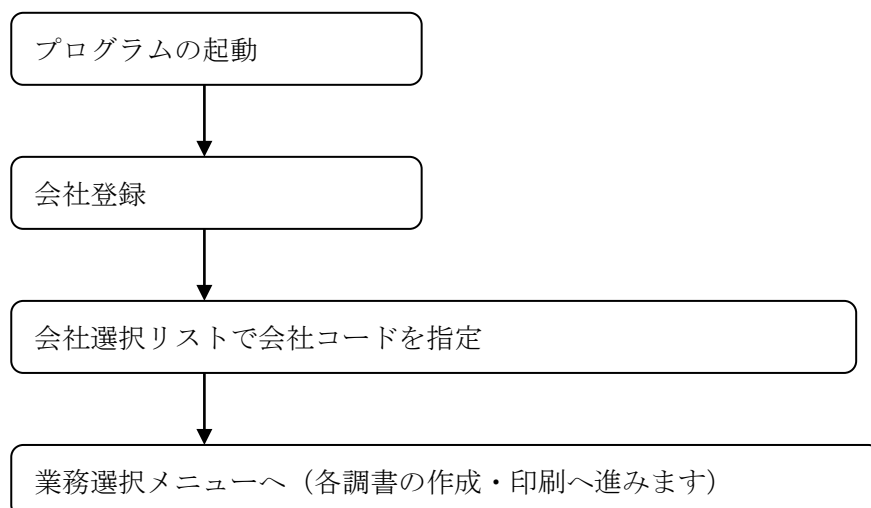 プログラムの起動
会社登録
会社選択リストで会社コードを指定
業務選択メニューへ（各調書の作成・印刷へ進みます）